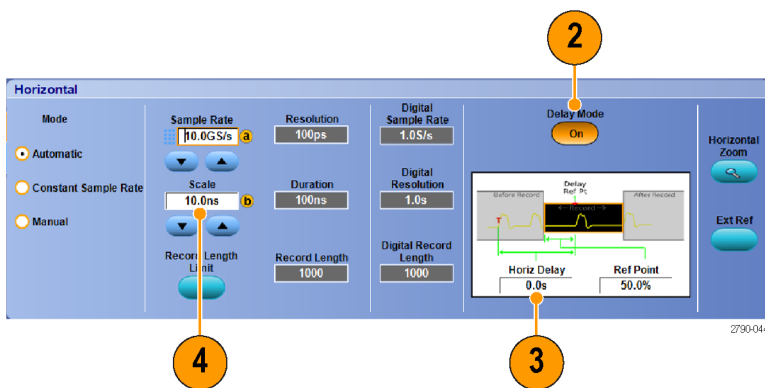 2
Horizontal
Mode
Automatic
Constant Sample Rate
Manual
Sample Rate
10.0GS/s a
Scale
10.0ns b
Record Length
Limit
Resolution
100ps
Duration
100ns
Record Length
1000
Digital
Sample Rate
1.0S/s
Digital
Resolution
1.0s
Digital Record
Length
1000
Delay Mode
On
Before Record
Delay
Ref Pt
After Record
<-- Record -->
T
Horiz Delay
0.0s
Ref Point
50.0%
Horizontal
Zoom
Ext Ref
2790-044
4
3